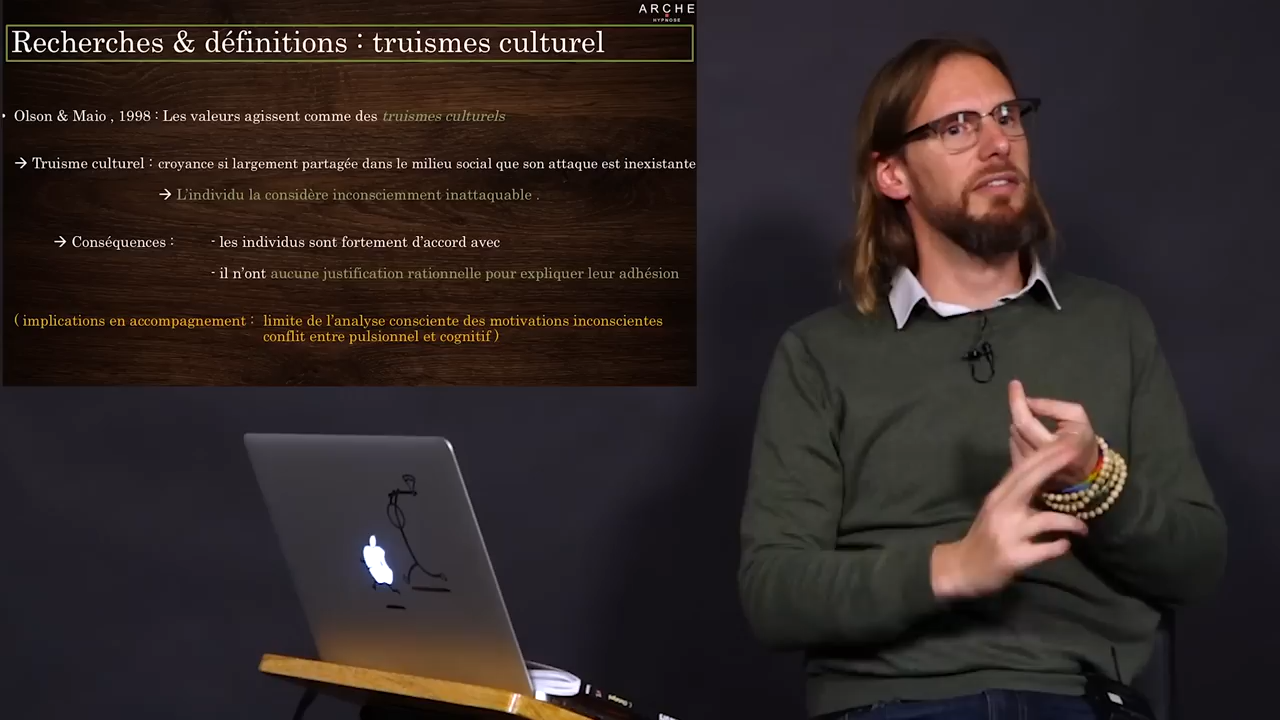 ARCHE
HYPNOSE
Recherches & définitions : truismes culturel
• Olson & Maio , 1998 : Les valeurs agissent comme des truismes culturels
→ Truisme culturel : croyance si largement partagée dans le milieu social que son attaque est inexistante
→ L'individu la considère inconsciemment inattaquable .
→ Conséquences : - les individus sont fortement d'accord avec
- il n'ont aucune justification rationnelle pour expliquer leur adhésion
( implications en accompagnement : limite de l'analyse consciente des motivations inconscientes
conflit entre pulsionnel et cognitif )